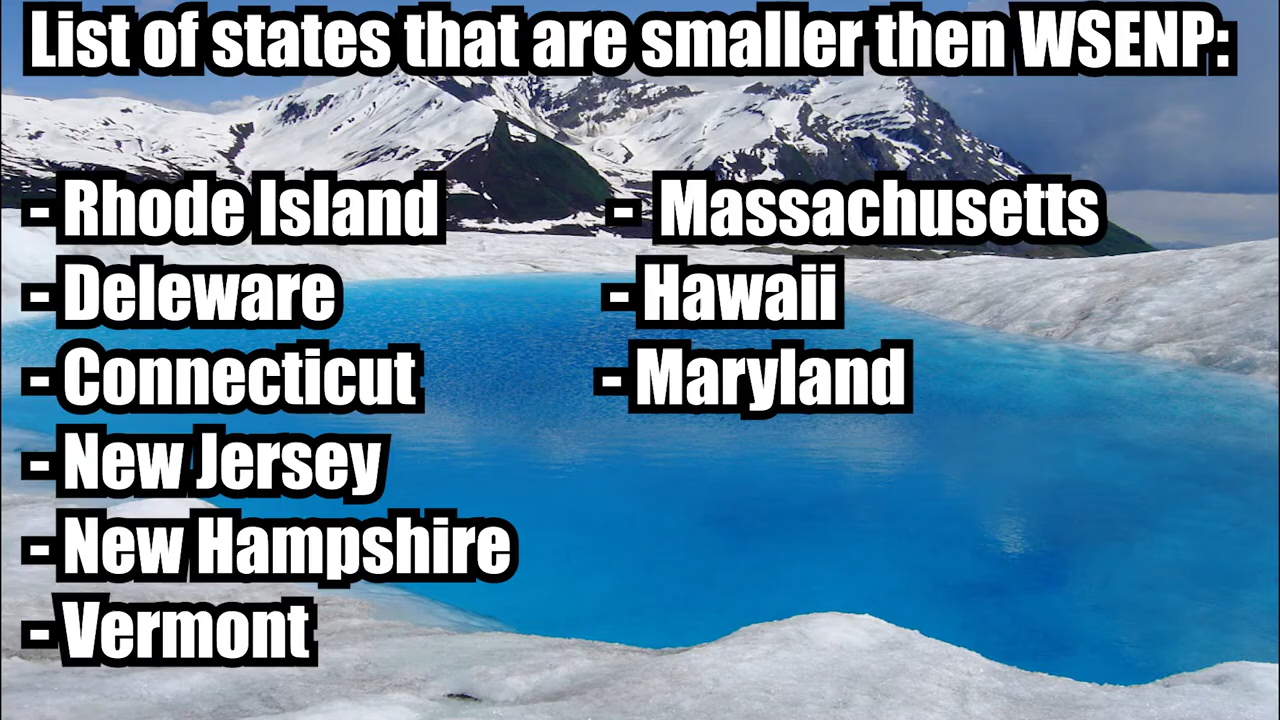 List of states that are smaller then WSENP:
- Rhode Island
- Deleware
- Connecticut
- New Jersey
- New Hampshire
- Vermont
- Massachusetts
- Hawaii
- Maryland